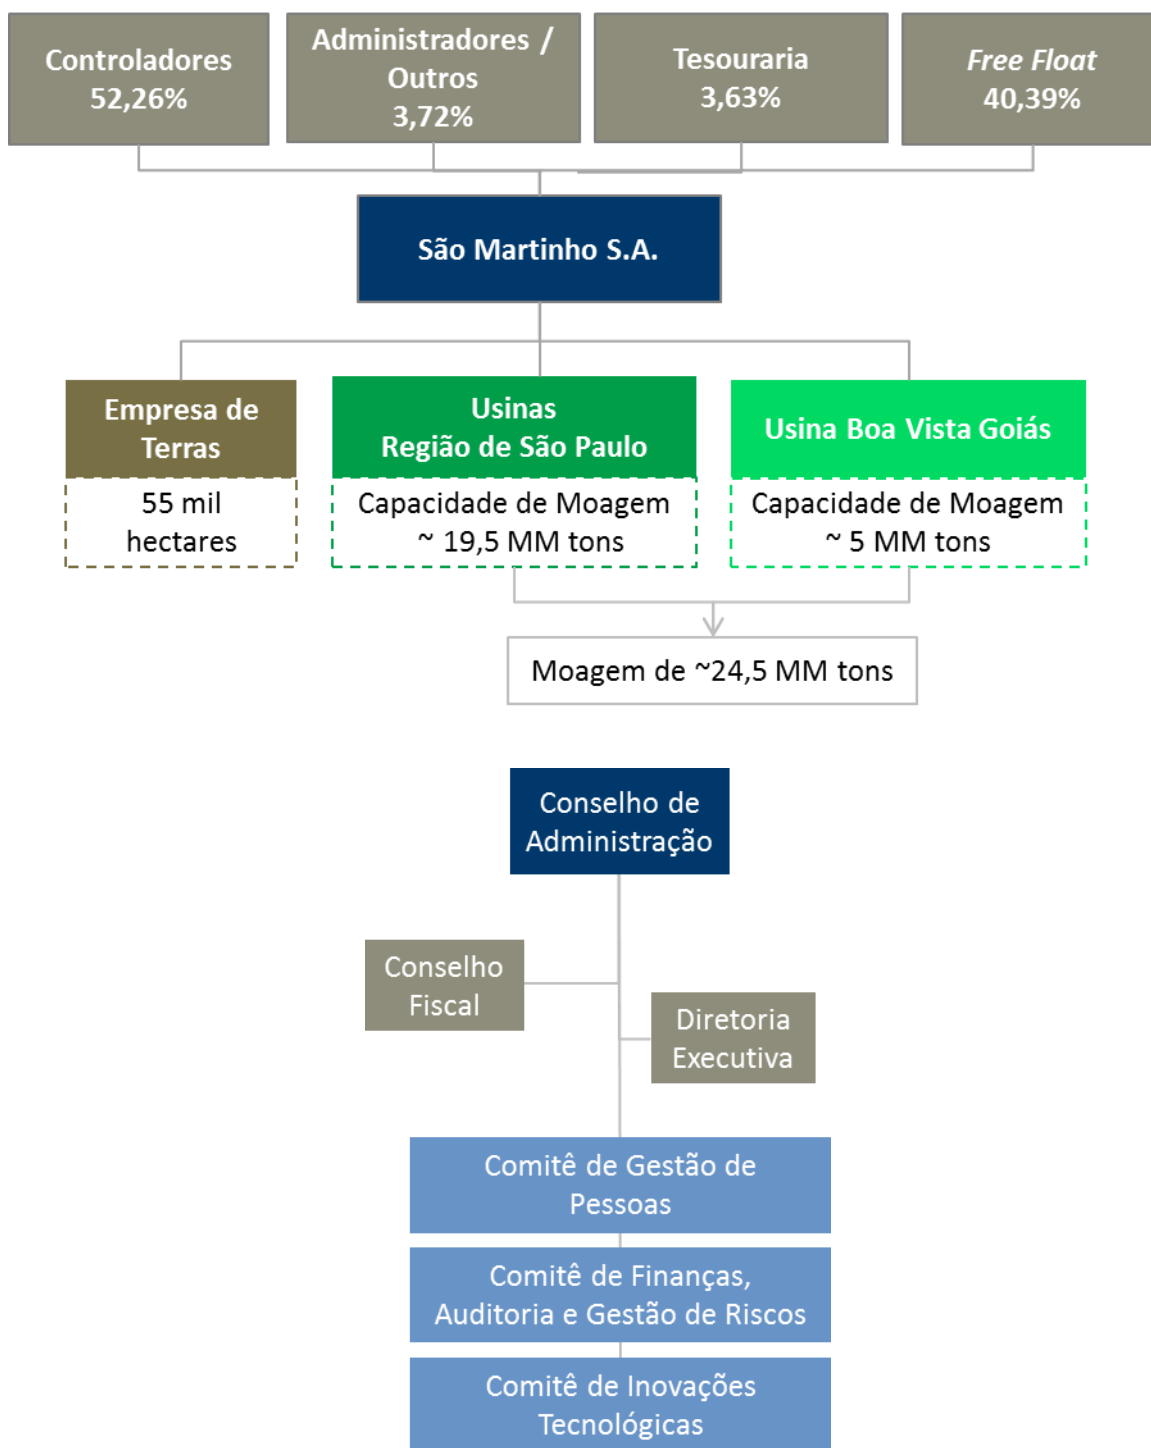 Controladores
52,26%
Administradores /
Outros
3,72%
Tesouraria
3,63%
Free Float
40,39%
São Martinho S.A.
Empresa de
Terras
55 mil
hectares
Usinas
Região de São Paulo
Capacidade de Moagem
~ 19,5 MM tons
Usina Boa Vista Goiás
Capacidade de Moagem
~ 5 MM tons
Moagem de ~24,5 MM tons
Conselho de
Administração
Conselho
Fiscal
Diretoria
Executiva
Comitê de Gestão de
Pessoas
Comitê de Finanças,
Auditoria e Gestão de Riscos
Comitê de Inovações
Tecnológicas